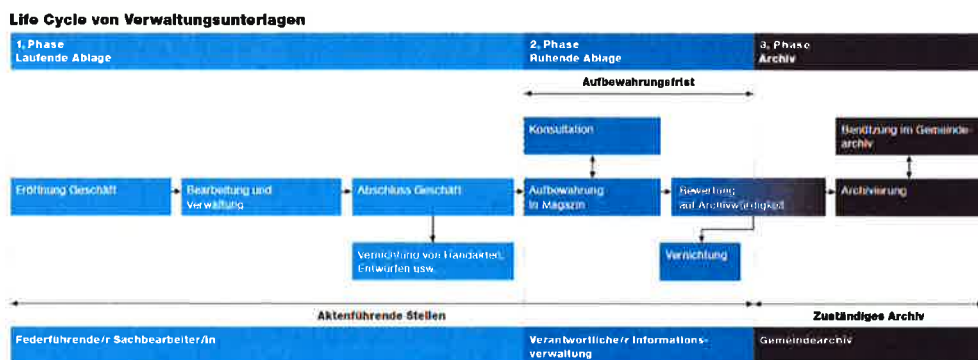 Life Cycle von Verwaltungsunterlagen
1. Phase
Laufende Ablage
2. Phase
Ruhende Ablage
3. Phase
Archiv
Aufbewahrungsfrist
Konsultation
Benützung im Gemeinde-
archiv
Eröffnung Geschäft
Bearbeitung und
Verwaltung
Abschluss Geschäft
Aufbewahrung
in Magazin
Bewertung
auf Archivwürdigkeit
Archivierung
Vernichtung von Handakten,
Entwürfen usw.
Vernichtung
Aktenführende Stellen
Zuständiges Archiv
Federführende/r Sachbearbeiter/in
Verantwortliche/r Informations-
verwaltung
Gemeindearchiv